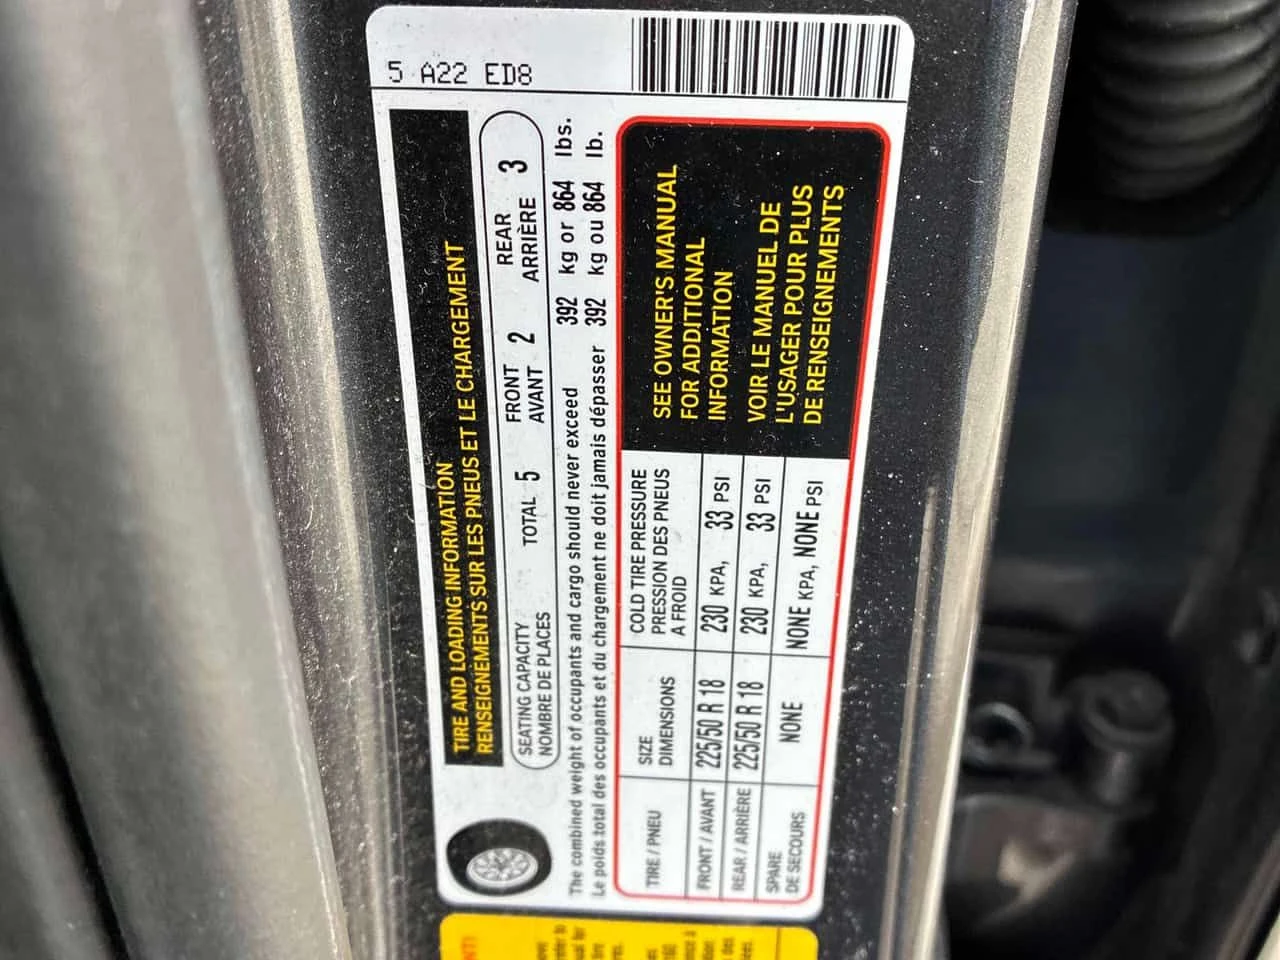 5 A22 ED8
TIRE AND LOADING INFORMATION
RENSEIGNEMENTS SUR LES PNEUS ET LE CHARGEMENT
SEATING CAPACITY
NOMBRE DE PLACES
TOTAL 5
FRONT
AVANT 2
REAR
ARRIÈRE 3
The combined weight of occupants and cargo should never exceed 392 kg or 864 lbs.
Le poids total des occupants et du chargement ne doit jamais dépasser 392 kg ou 864 lb.
TIRE / PNEU
SIZE
DIMENSIONS
COLD TIRE PRESSURE
PRESSION DES PNEUS
A FROID
FRONT / AVANT 225/50 R 18 230 KPA, 33 PSI
REAR / ARRIÈRE 225/50 R 18 230 KPA, 33 PSI
SPARE
DE SECOURS NONE NONE KPA, NONE PSI
SEE OWNER'S MANUAL
FOR ADDITIONAL
INFORMATION
VOIR LE MANUEL DE
L'USAGER POUR PLUS
DE RENSEIGNEMENTS